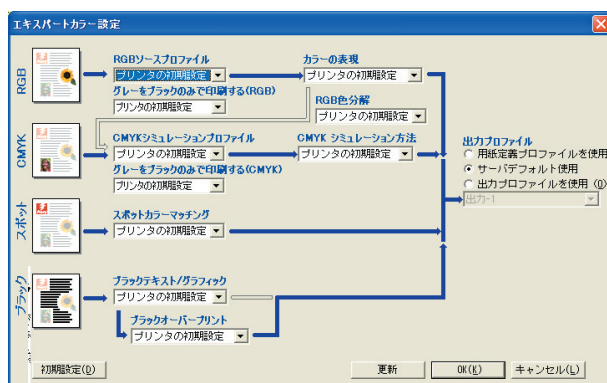 エキスパートカラー設定
RGB
RGBソースプロファイル
プリンタの初期設定
カラーの表現
プリンタの初期設定
グレーをブラックのみで印刷する(RGB)
プリンタの初期設定
RGB色分解
プリンタの初期設定
CMYK
CMYKシミュレーションプロファイル
プリンタの初期設定
CMYK シミュレーション方法
プリンタの初期設定
グレーをブラックのみで印刷する(CMYK)
プリンタの初期設定
出力プロファイル
用紙定義プロファイルを使用
サーバデフォルト使用
出力プロファイルを使用 (O)
出力-1
スポット
スポットカラーマッチング
プリンタの初期設定
ブラック
ブラックテキスト/グラフィック
プリンタの初期設定
ブラックオーバープリント
プリンタの初期設定
初期設定(D)
更新
OK(K)
キャンセル(L)